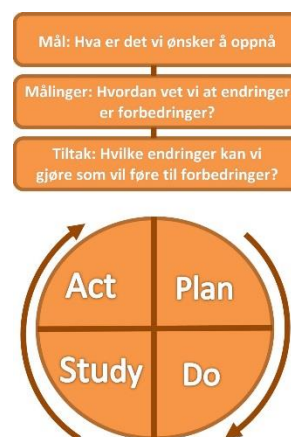 Mål: Hva er det vi ønsker å oppnå
Målinger: Hvordan vet vi at endringer
er forbedringer?
Tiltak: Hvilke endringer kan vi
gjøre som vil føre til forbedringer?
Act
Plan
Study
Do